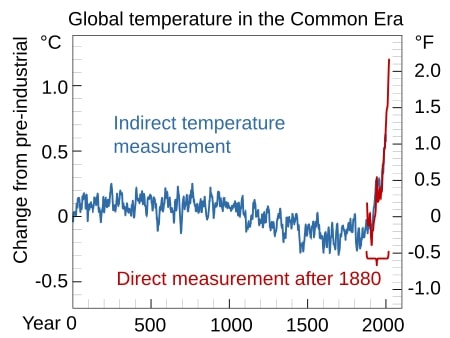 Global temperature in the Common Era
°C
°F
Change from pre-industrial
1.0
0.5
0
-0.5
2.0
1.5
1.0
0.5
0
-0.5
-1.0
Indirect temperature
measurement
Direct measurement after 1880
Year 0
500
1000
1500
2000